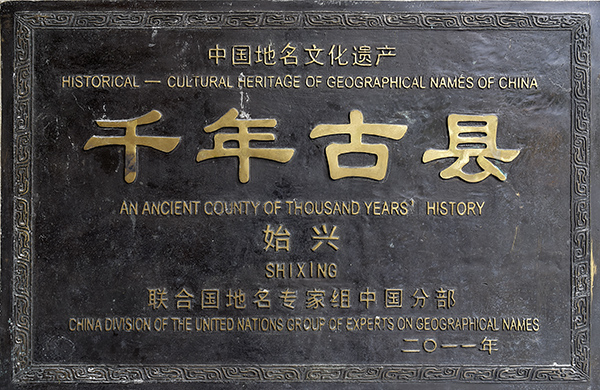 中国地名文化遗产
HISTORICAL — CULTURAL HERITAGE OF GEOGRAPHICAL NAMES OF CHINA
千年古县
AN ANCIENT COUNTY OF THOUSAND YEARS' HISTORY
始兴
SHIXING
联合国地名专家组中国分部
CHINA DIVISION OF THE UNITED NATIONS GROUP OF EXPERTS ON GEOGRAPHICAL NAMES
二〇一一年